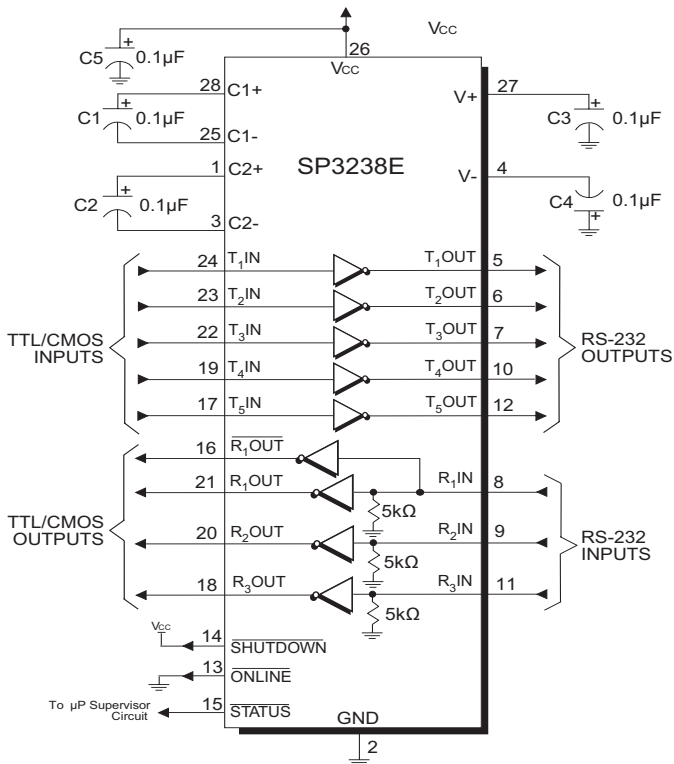 VCC
26
VCC
C5 + 0.1µF
28 C1+
C1 + 0.1µF
25 C1-
1 C2+
C2 + 0.1µF
3 C2-
SP3238E
V+ 27
C3 + 0.1µF
V- 4
C4 + 0.1µF
24 T1IN T1OUT 5
23 T2IN T2OUT 6
22 T3IN T3OUT 7
19 T4IN T4OUT 10
17 T5IN T5OUT 12
TTL/CMOS
INPUTS
RS-232
OUTPUTS
16 R1OUT
21 R1OUT R1IN 8
5kΩ
20 R2OUT R2IN 9
5kΩ
18 R3OUT R3IN 11
5kΩ
TTL/CMOS
OUTPUTS
RS-232
INPUTS
VCC
14 SHUTDOWN
13 ONLINE
To µP Supervisor
Circuit
15 STATUS
GND
2